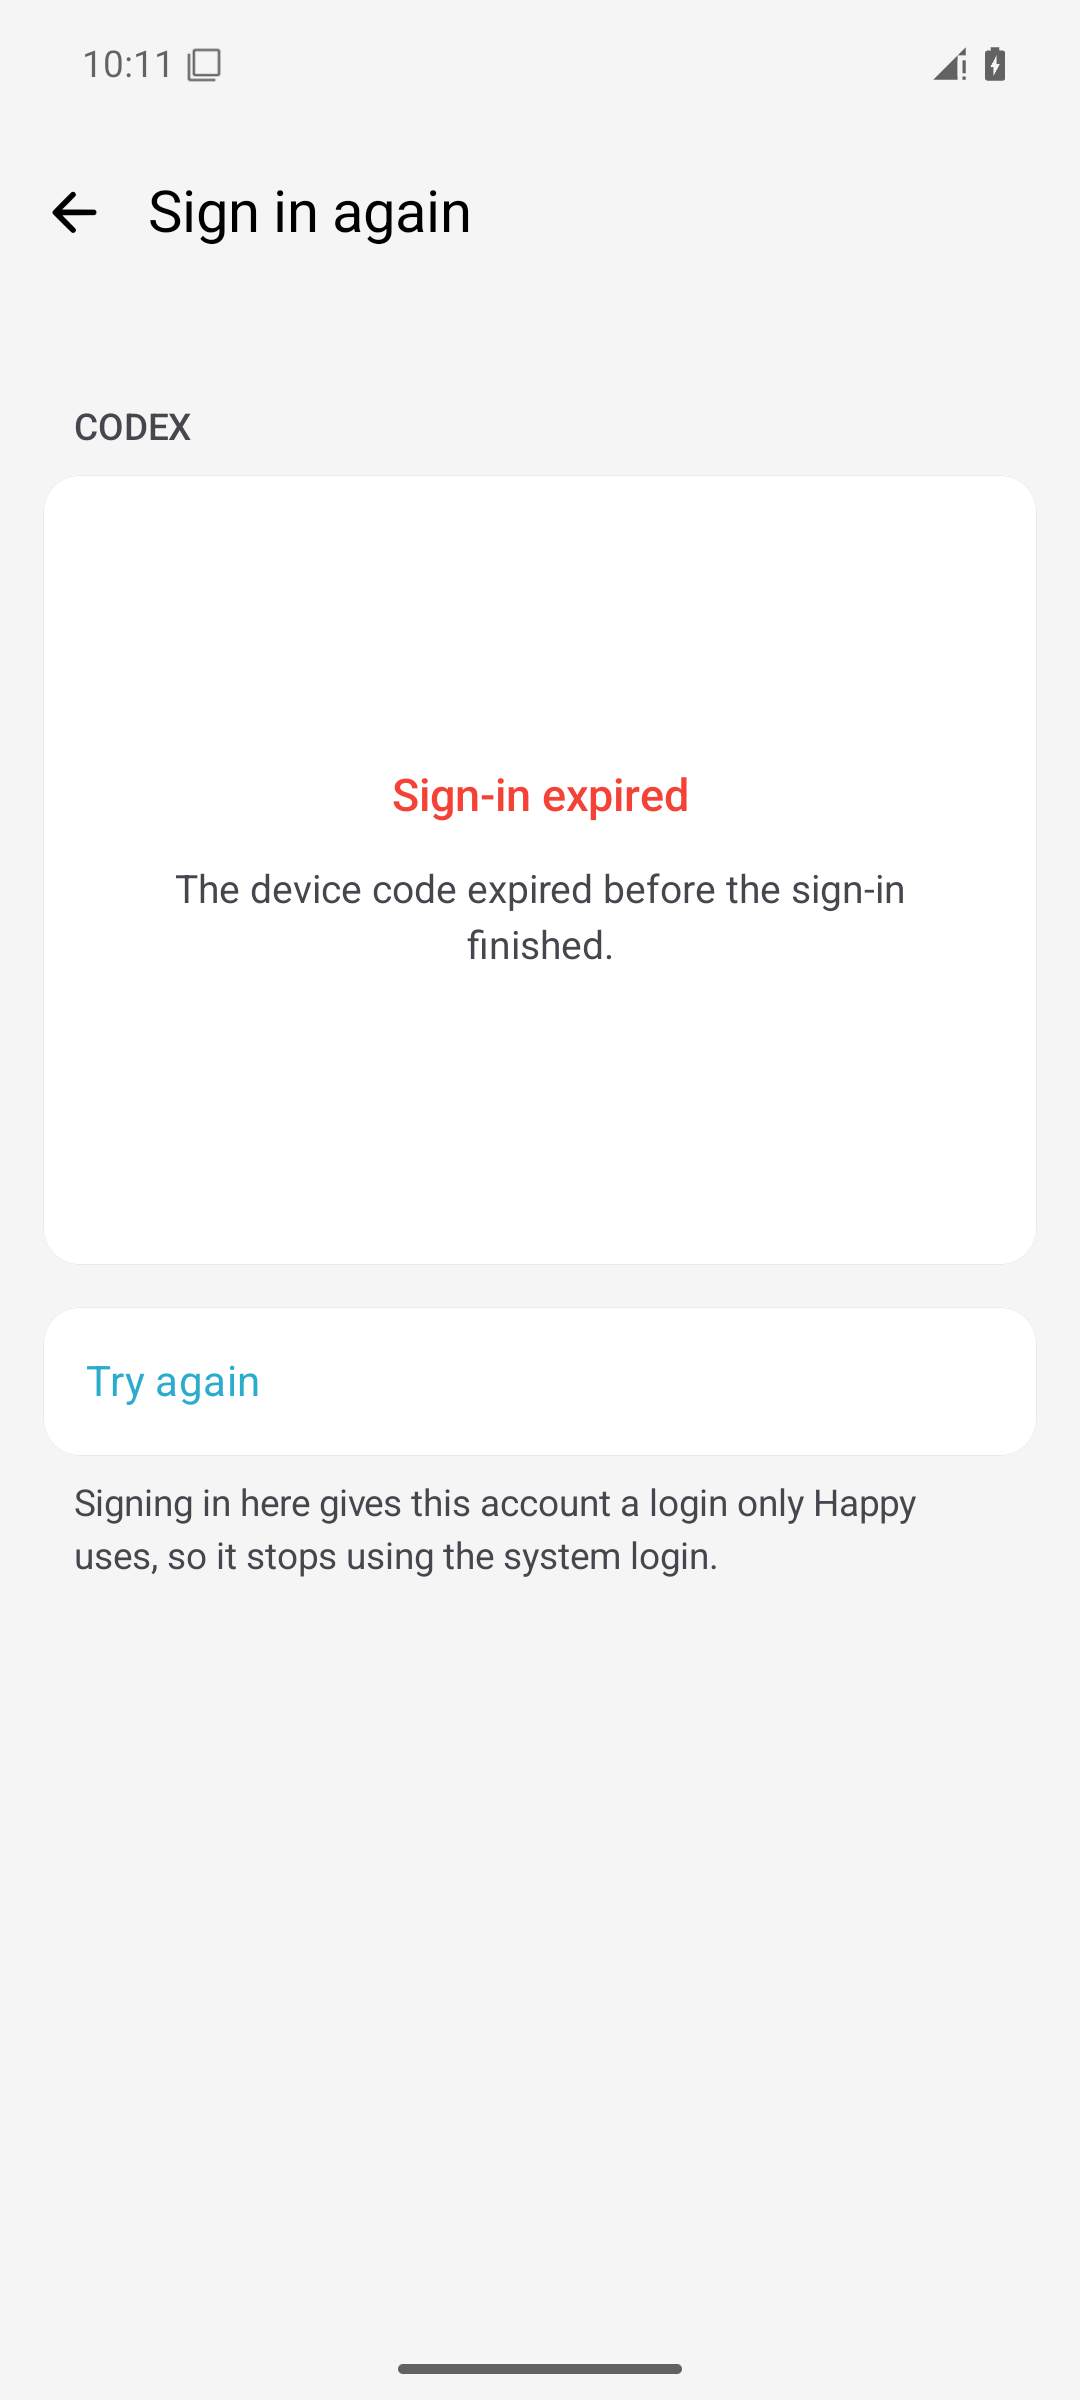 10:11
Sign in again
CODEX
Sign-in expired
The device code expired before the sign-in
finished.
Try again
Signing in here gives this account a login only Happy
uses, so it stops using the system login.